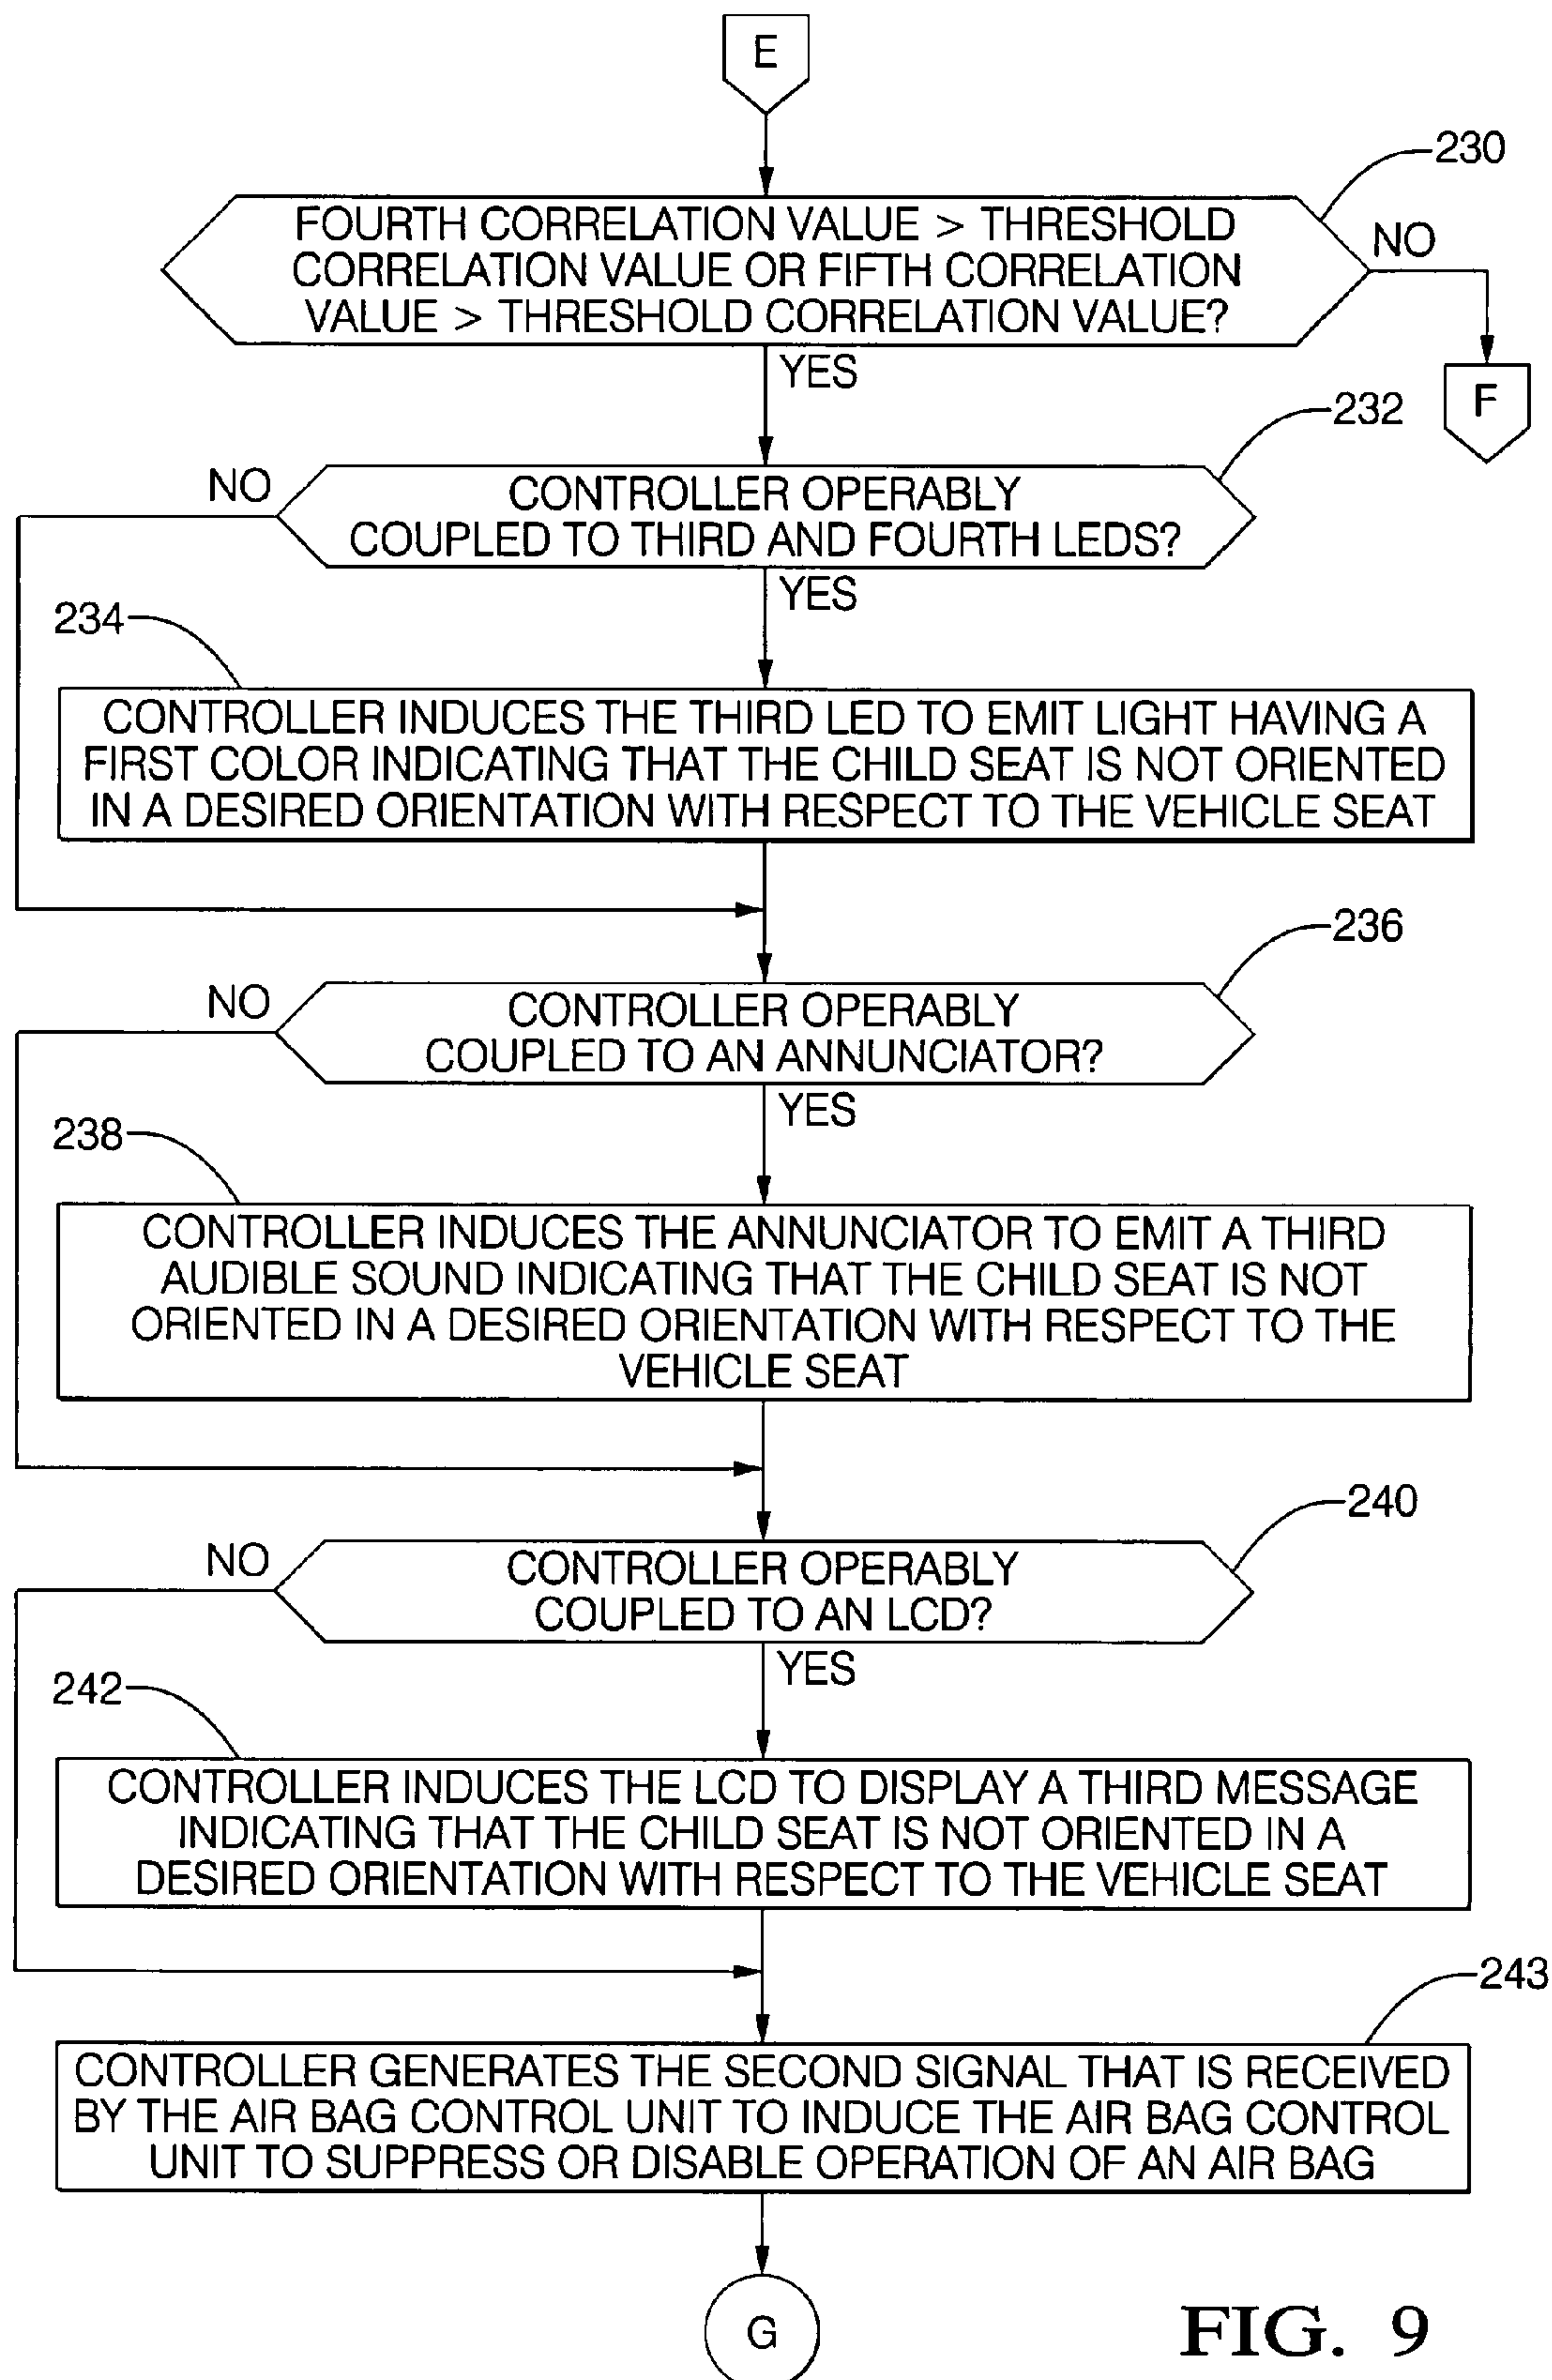 E
230
FOURTH CORRELATION VALUE > THRESHOLD
CORRELATION VALUE OR FIFTH CORRELATION
VALUE > THRESHOLD CORRELATION VALUE?
NO
F
YES
232
NO
CONTROLLER OPERABLY
COUPLED TO THIRD AND FOURTH LEDS?
YES
234
CONTROLLER INDUCES THE THIRD LED TO EMIT LIGHT HAVING A
FIRST COLOR INDICATING THAT THE CHILD SEAT IS NOT ORIENTED
IN A DESIRED ORIENTATION WITH RESPECT TO THE VEHICLE SEAT
236
NO
CONTROLLER OPERABLY
COUPLED TO AN ANNUNCIATOR?
YES
238
CONTROLLER INDUCES THE ANNUNCIATOR TO EMIT A THIRD
AUDIBLE SOUND INDICATING THAT THE CHILD SEAT IS NOT
ORIENTED IN A DESIRED ORIENTATION WITH RESPECT TO THE
VEHICLE SEAT
240
NO
CONTROLLER OPERABLY
COUPLED TO AN LCD?
YES
242
CONTROLLER INDUCES THE LCD TO DISPLAY A THIRD MESSAGE
INDICATING THAT THE CHILD SEAT IS NOT ORIENTED IN A
DESIRED ORIENTATION WITH RESPECT TO THE VEHICLE SEAT
243
CONTROLLER GENERATES THE SECOND SIGNAL THAT IS RECEIVED
BY THE AIR BAG CONTROL UNIT TO INDUCE THE AIR BAG CONTROL
UNIT TO SUPPRESS OR DISABLE OPERATION OF AN AIR BAG
G
FIG. 9